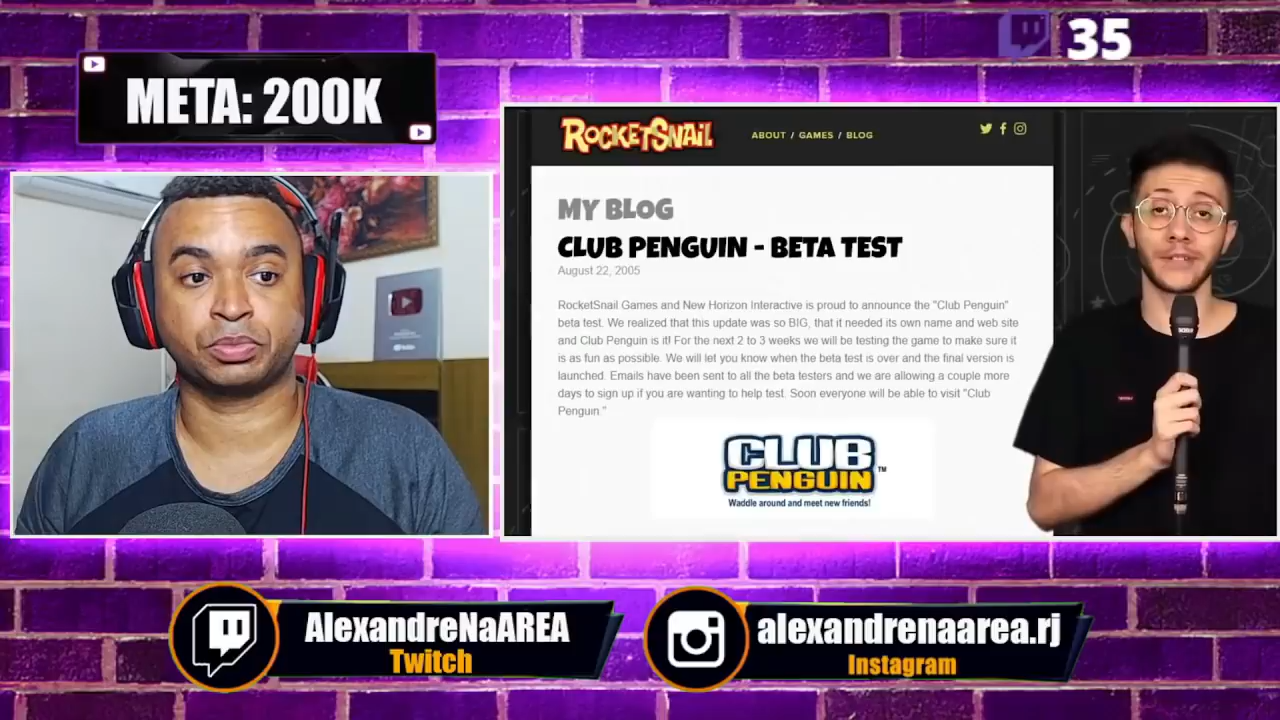 35
META: 200K
ROCKETSNAIL
ABOUT / GAMES / BLOG
MY BLOG
CLUB PENGUIN - BETA TEST
August 22, 2005
RocketSnail Games and New Horizon Interactive is proud to announce the "Club Penguin"
beta test. We realized that this update was so BIG, that it needed its own name and web site
and Club Penguin is it! For the next 2 to 3 weeks we will be testing the game to make sure it
is as fun as possible. We will let you know when the beta test is over and the final version is
launched. Emails have been sent to all the beta testers and we are allowing a couple more
days to sign up if you are wanting to help test. Soon everyone will be able to visit "Club
Penguin."
CLUB
PENGUIN™
Waddle around and meet new friends!
AlexandreNaAREA
Twitch
alexandrenaarea.rj
Instagram